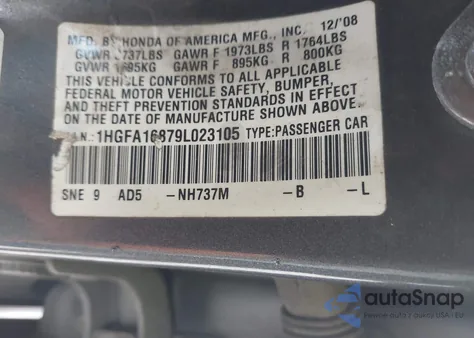 MFD. BY HONDA OF AMERICA MFG., INC. 12/'08
GVWR 3737LBS GAWR F 1973LBS R 1764LBS
GVWR 1695KG GAWR F 895KG R 800KG
THIS VEHICLE CONFORMS TO ALL APPLICABLE
FEDERAL MOTOR VEHICLE SAFETY, BUMPER,
AND THEFT PREVENTION STANDARDS IN EFFECT
ON THE DATE OF MANUFACTURE SHOWN ABOVE.
1HGFA16879L023105 TYPE:PASSENGER CAR
SNE 9 AD5 -NH737M -B -L
autoSnap